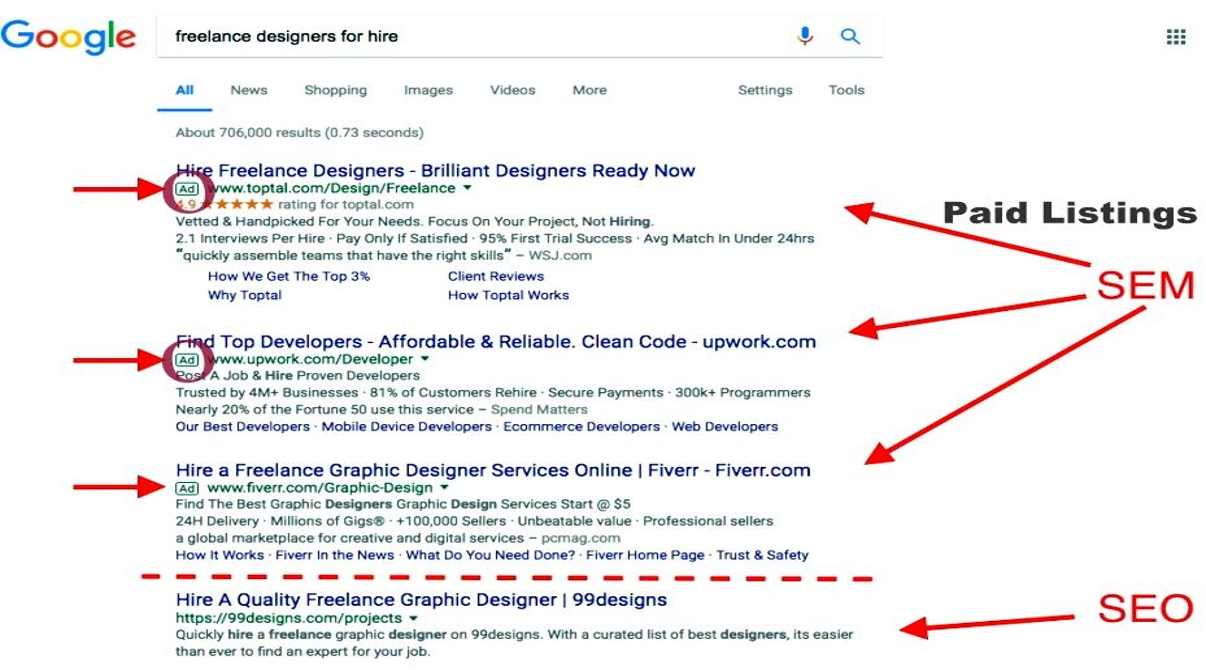 Google
freelance designers for hire
All News Shopping Images Videos More Settings Tools
About 706,000 results (0.73 seconds)
Hire Freelance Designers - Brilliant Designers Ready Now
Ad www.toptal.com/Design/Freelance
4.9 ★★★★★ rating for toptal.com
Vetted & Handpicked For Your Needs. Focus On Your Project, Not Hiring.
2.1 Interviews Per Hire · Pay Only If Satisfied · 95% First Trial Success · Avg Match In Under 24hrs
"quickly assemble teams that have the right skills" – WSJ.com
How We Get The Top 3% Client Reviews
Why Toptal How Toptal Works
Paid Listings
SEM
Find Top Developers - Affordable & Reliable. Clean Code - upwork.com
Ad www.upwork.com/Developer
Post A Job & Hire Proven Developers
Trusted by 4M+ Businesses · 81% of Customers Rehire · Secure Payments · 300k+ Programmers
Nearly 20% of the Fortune 50 use this service – Spend Matters
Our Best Developers · Mobile Device Developers · Ecommerce Developers · Web Developers
Hire a Freelance Graphic Designer Services Online | Fiverr - Fiverr.com
Ad www.fiverr.com/Graphic-Design
Find The Best Graphic Designers Graphic Design Services Start @ $5
24H Delivery · Millions of Gigs® · +100,000 Sellers · Unbeatable value · Professional sellers
a global marketplace for creative and digital services – pcmag.com
How It Works · Fiverr In the News · What Do You Need Done? · Fiverr Home Page · Trust & Safety
Hire A Quality Freelance Graphic Designer | 99designs
https://99designs.com/projects
Quickly hire a freelance graphic designer on 99designs. With a curated list of best designers, its easier
than ever to find an expert for your job.
SEO